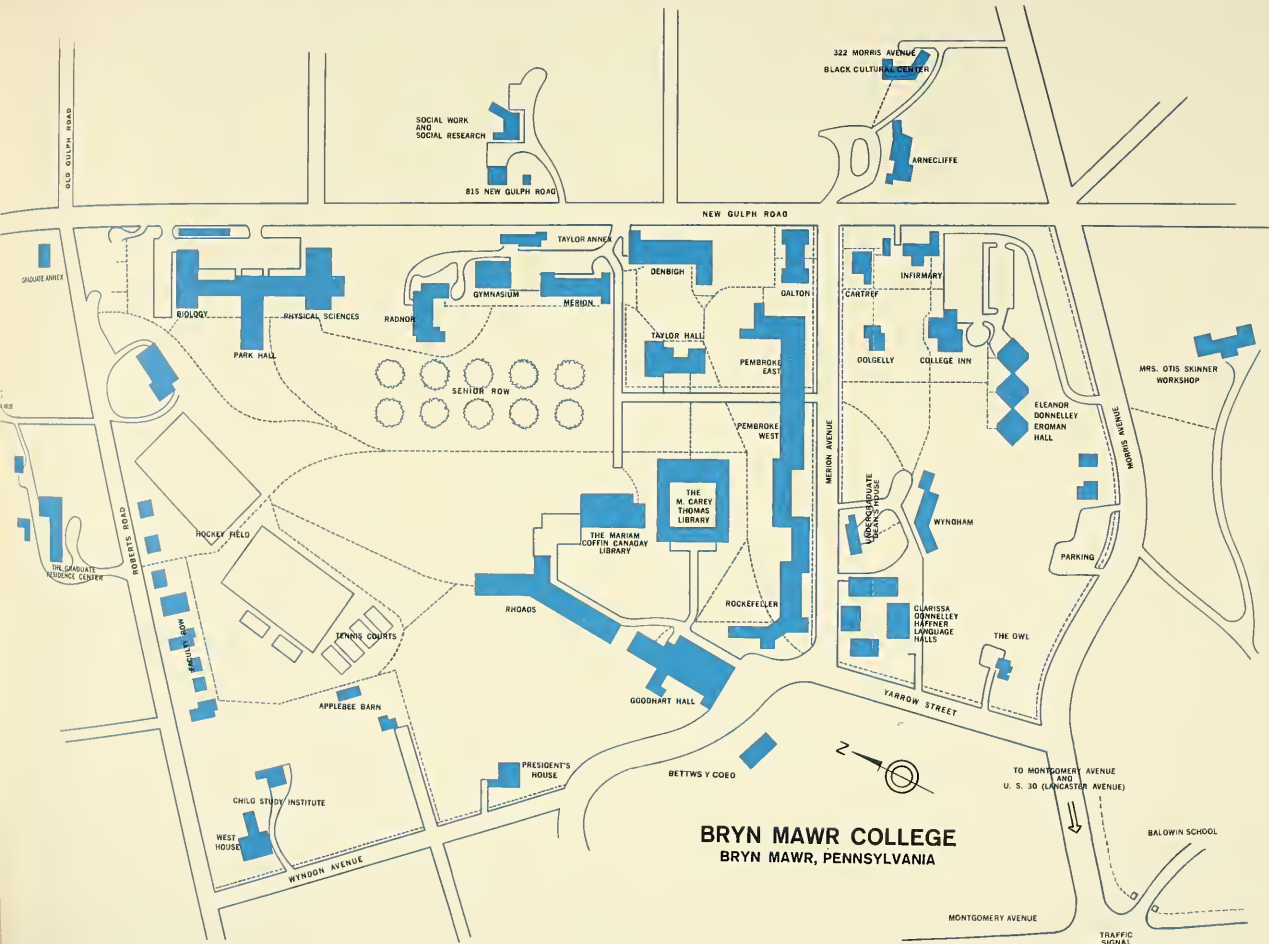 322 MORRIS AVENUE
BLACK CULTURAL CENTER
SOCIAL WORK
AND
SOCIAL RESEARCH
OLD GULPH ROAD
ARNECLIFFE
815 NEW GULPH ROAD
NEW GULPH ROAD
TAYLOR ANNEX
GRADUATE ANNEX
DENBIGH
INFIRMARY
GYMNASIUM
MERION
DALTON
CARTREF
BIOLOGY
PHYSICAL SCIENCES
RADNOR
PARK HALL
TAYLOR HALL
DOLGELLY
COLLEGE INN
PEMBROKE
EAST
MRS. OTIS SKINNER
WORKSHOP
SENIOR ROW
ELEANOR
DONNELLEY
ERDMAN
HALL
PEMBROKE
WEST
MERION AVENUE
MORRIS AVENUE
THE
M. CAREY
THOMAS
LIBRARY
UNDERGRADUATE
DEAN'S HOUSE
WYNDHAM
HOCKEY FIELD
ROBERTS ROAD
THE MARIAM
COFFIN CANADAY
LIBRARY
PARKING
THE GRADUATE
RESIDENCE CENTER
RHOADS
ROCKEFELLER
CLARISSA
DONNELLEY
HAFFNER
LANGUAGE
HALLS
THE OWL
TENNIS COURTS
FACULTY ROW
APPLEBEE BARN
GOODHART HALL
YARROW STREET
N
PRESIDENT'S
HOUSE
BETTWS Y COED
TO MONTGOMERY AVENUE
AND
U. S. 30 (LANCASTER AVENUE)
CHILD STUDY INSTITUTE
WEST
HOUSE
WYNDON AVENUE
BRYN MAWR COLLEGE
BRYN MAWR, PENNSYLVANIA
BALDWIN SCHOOL
MONTGOMERY AVENUE
TRAFFIC
SIGNAL